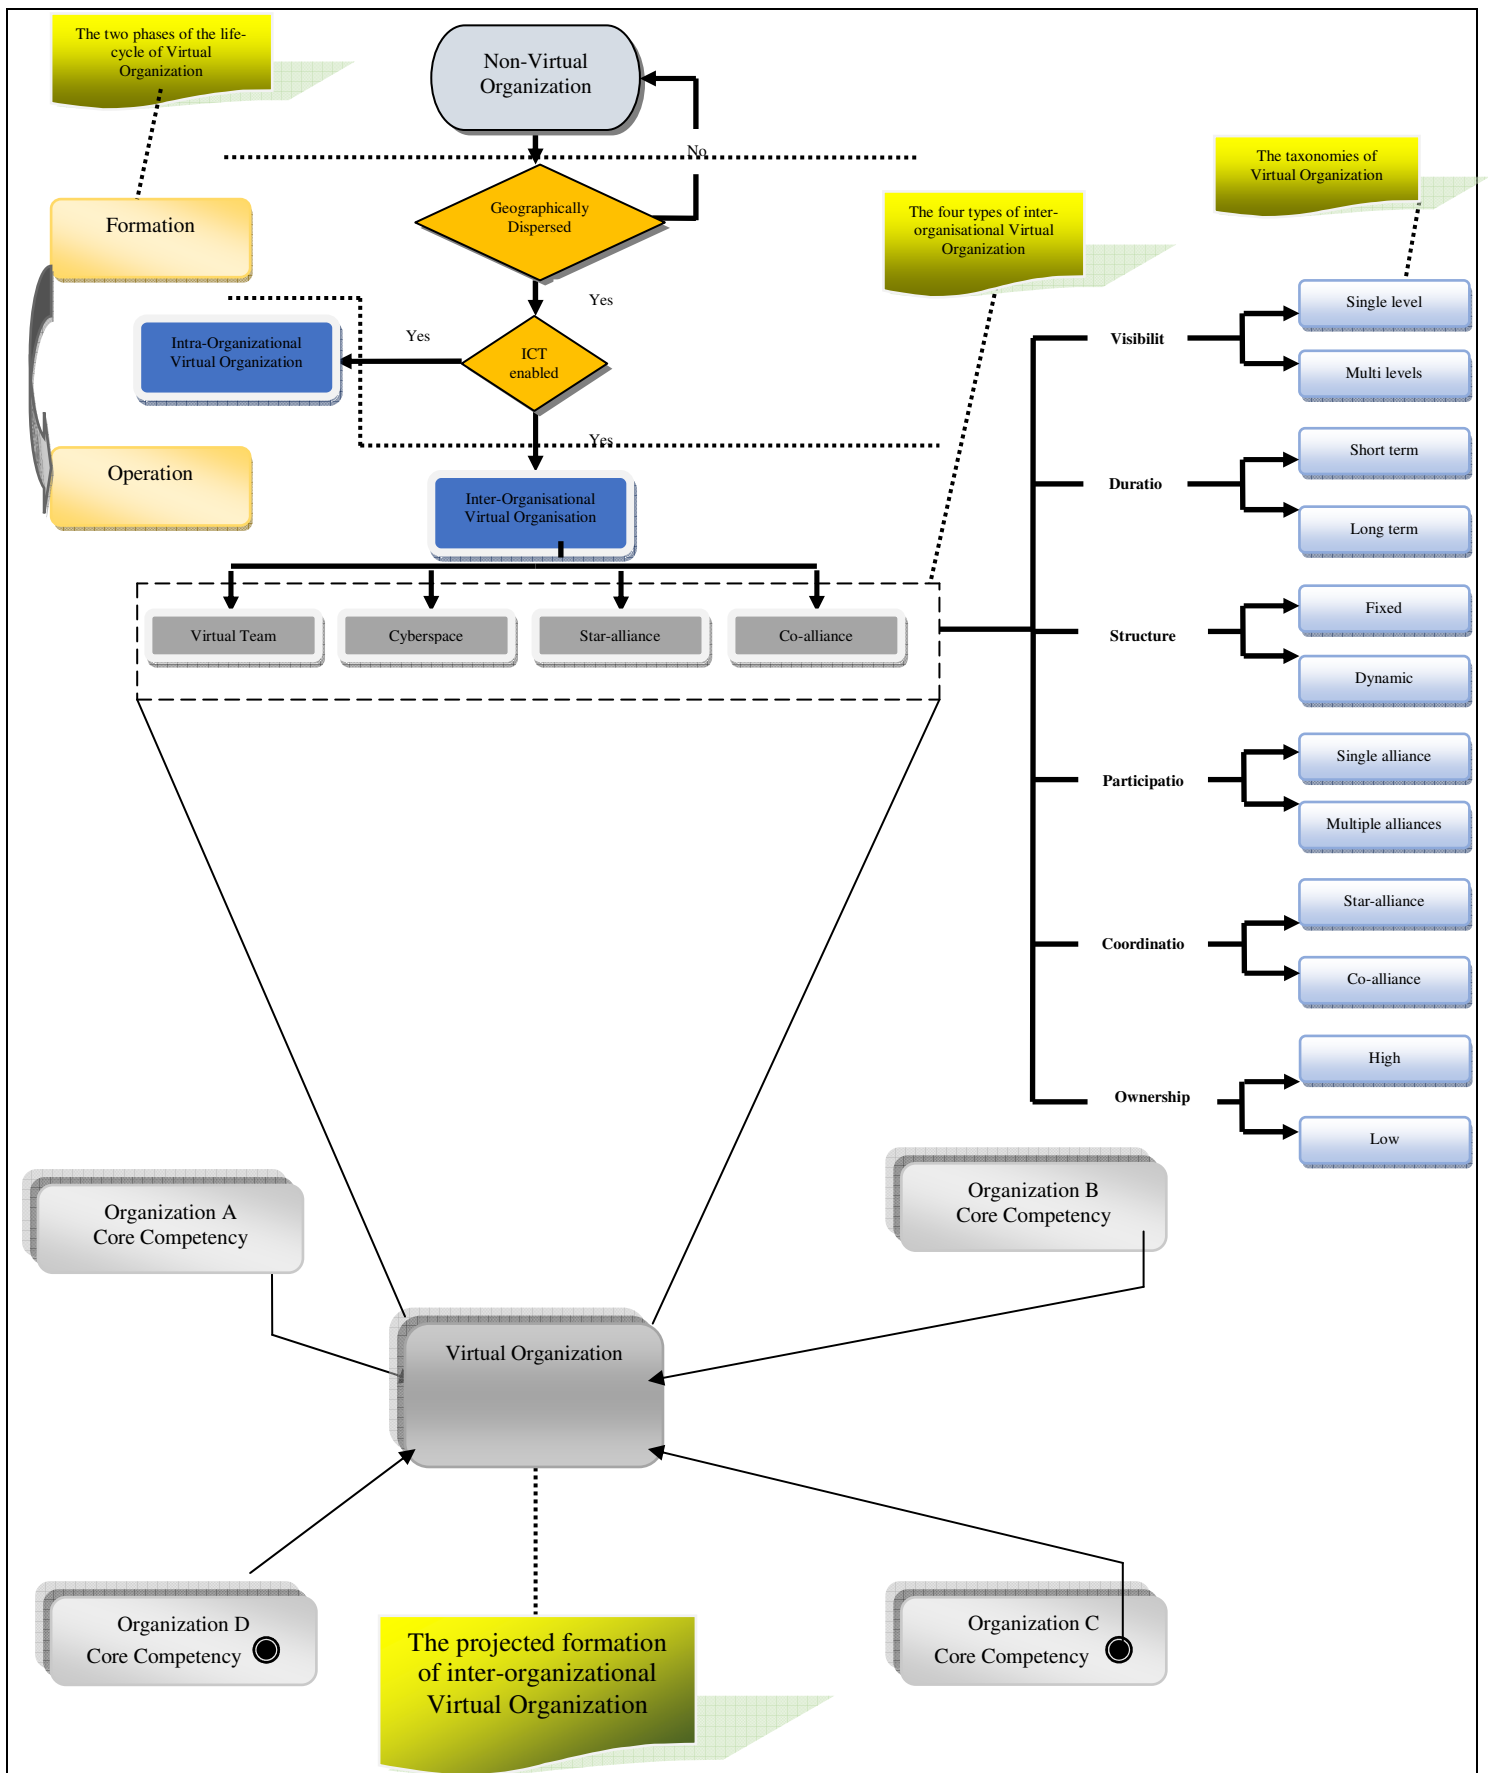 The two phases of the life-
cycle of Virtual
Organization
Non-Virtual
Organization
No
The taxonomies of
Virtual Organization
Formation
Geographically
Dispersed
The four types of inter-
organisational Virtual
Organization
Yes
Intra-Organizational
Virtual Organization
Yes
ICT
enabled
Yes
Operation
Inter-Organisational
Virtual Organisation
Virtual Team
Cyberspace
Star-alliance
Co-alliance
Visibilit
Single level
Multi levels
Duratio
Short term
Long term
Structure
Fixed
Dynamic
Participatio
Single alliance
Multiple alliances
Coordinatio
Star-alliance
Co-alliance
Ownership
High
Low
Organization A
Core Competency
Organization B
Core Competency
Virtual Organization
Organization D
Core Competency
The projected formation
of inter-organizational
Virtual Organization
Organization C
Core Competency